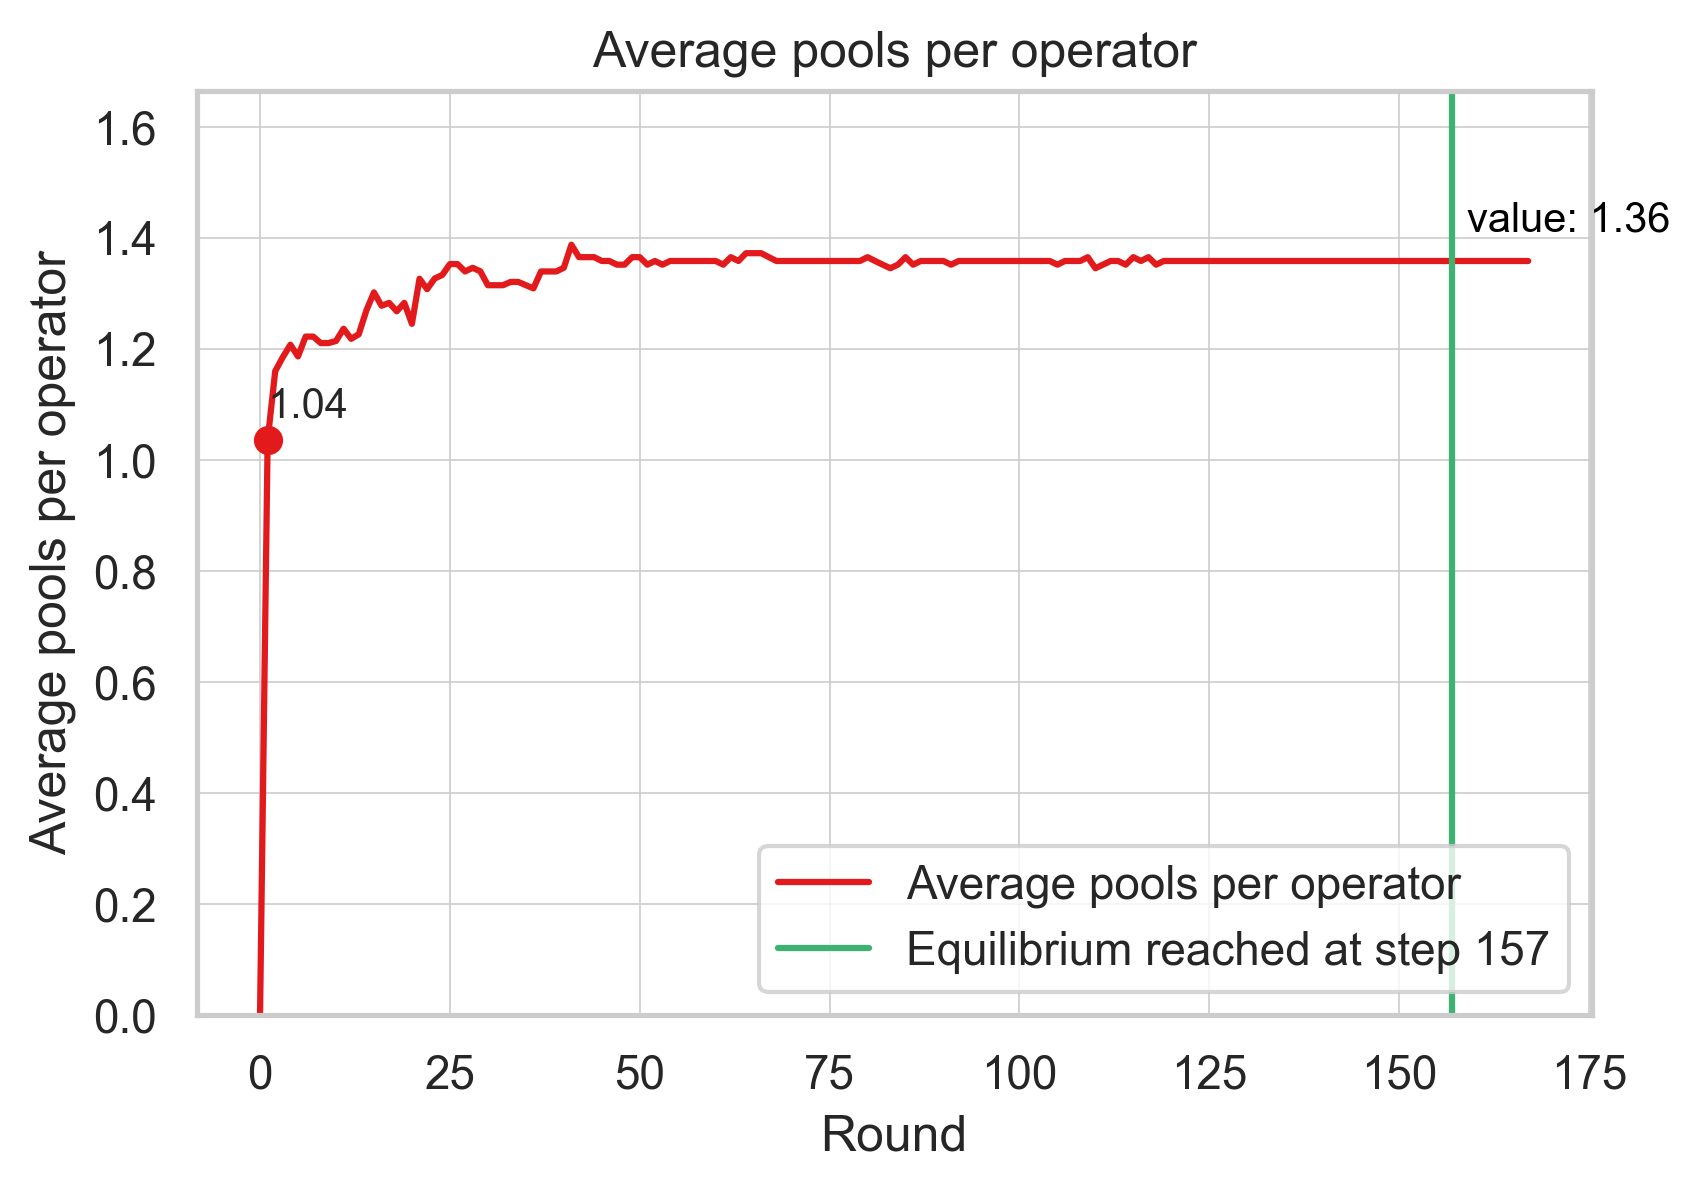 Average pools per operator
Average pools per operator
1.6
1.4
1.2
1.0
0.8
0.6
0.4
0.2
0.0
value: 1.36
1.04
Average pools per operator
Equilibrium reached at step 157
0 25 50 75 100 125 150 175
Round